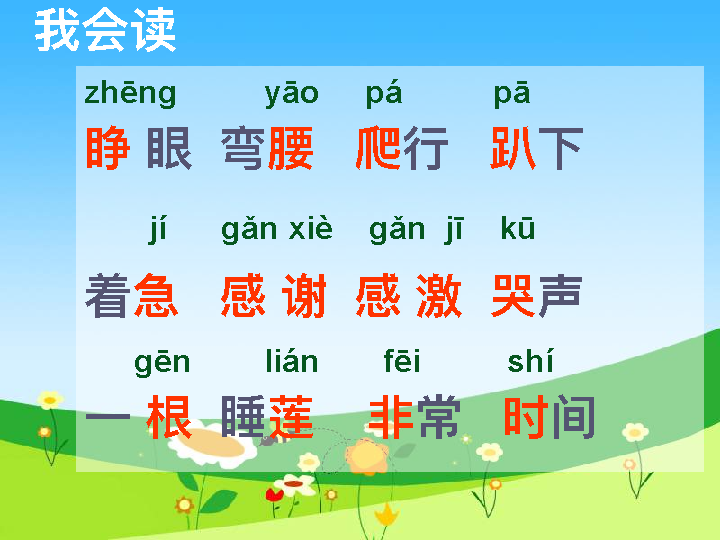 我会读
zhēng yāo pá pā
睁眼 弯腰 爬行 趴下
jí gǎn xiè gǎn jī kū
着急 感谢 感激 哭声
gēn lián fēi shí
一根 睡莲 非常 时间